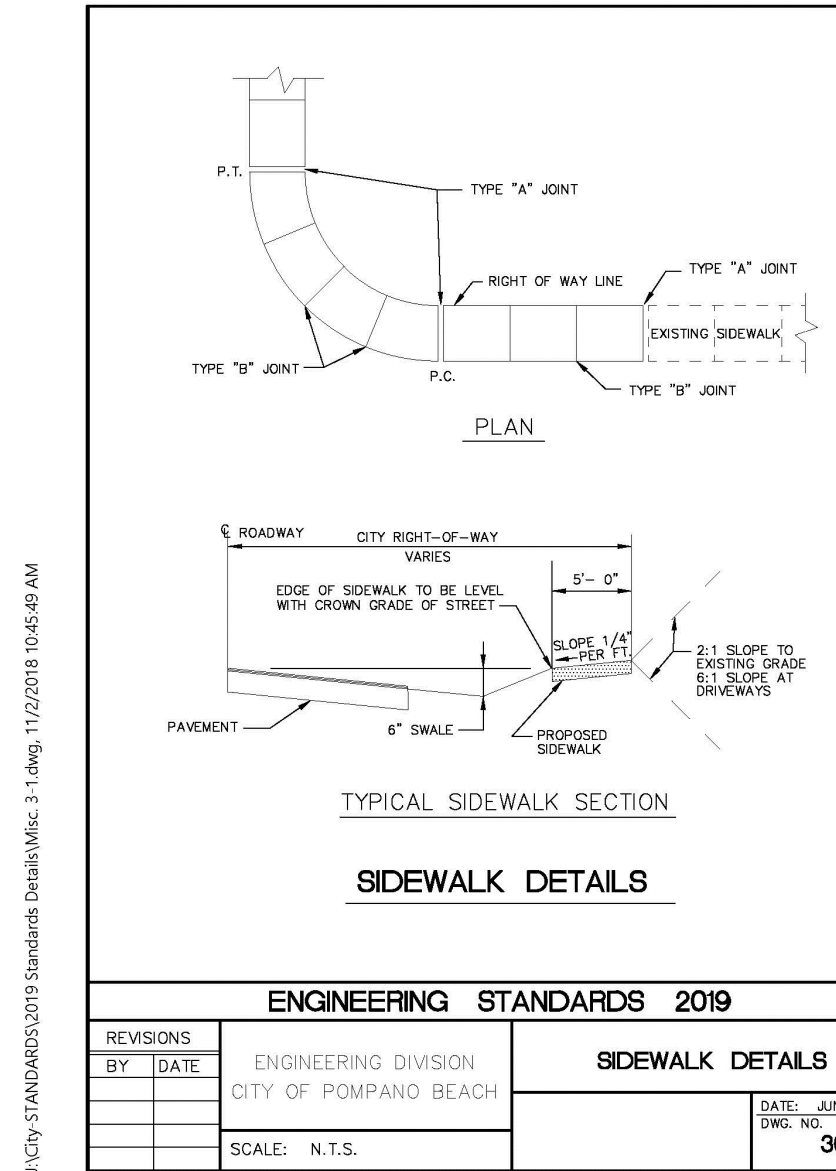 J:\City-STANDARDS\2019 Standards Details\Misc. 3-1.dwg, 11/2/2018 10:45:49 AM
P.T.
TYPE "A" JOINT
RIGHT OF WAY LINE
TYPE "A" JOINT
EXISTING SIDEWALK
TYPE "B" JOINT
P.C.
TYPE "B" JOINT
PLAN
℄ ROADWAY
CITY RIGHT-OF-WAY
VARIES
5'- 0"
EDGE OF SIDEWALK TO BE LEVEL
WITH CROWN GRADE OF STREET
SLOPE 1/4"
PER FT.
2:1 SLOPE TO
EXISTING GRADE
6:1 SLOPE AT
DRIVEWAYS
PAVEMENT
6" SWALE
PROPOSED
SIDEWALK
TYPICAL SIDEWALK SECTION
SIDEWALK DETAILS
ENGINEERING STANDARDS 2019
REVISIONS
BY DATE
ENGINEERING DIVISION
CITY OF POMPANO BEACH
SCALE: N.T.S.
SIDEWALK DETAILS
DATE:
DWG. NO.